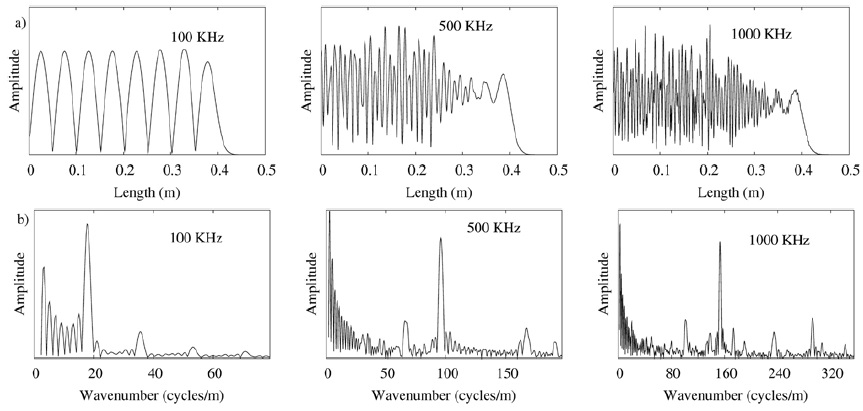 a)
100 KHz
500 KHz
1000 KHz
Amplitude
Amplitude
Amplitude
0 0.1 0.2 0.3 0.4 0.5
0 0.1 0.2 0.3 0.4 0.5
0 0.1 0.2 0.3 0.4 0.5
Length (m)
Length (m)
Length (m)
b)
100 KHz
500 KHz
1000 KHz
Amplitude
Amplitude
Amplitude
0 20 40 60
0 50 100 150
0 80 160 240 320
Wavenumber (cycles/m)
Wavenumber (cycles/m)
Wavenumber (cycles/m)